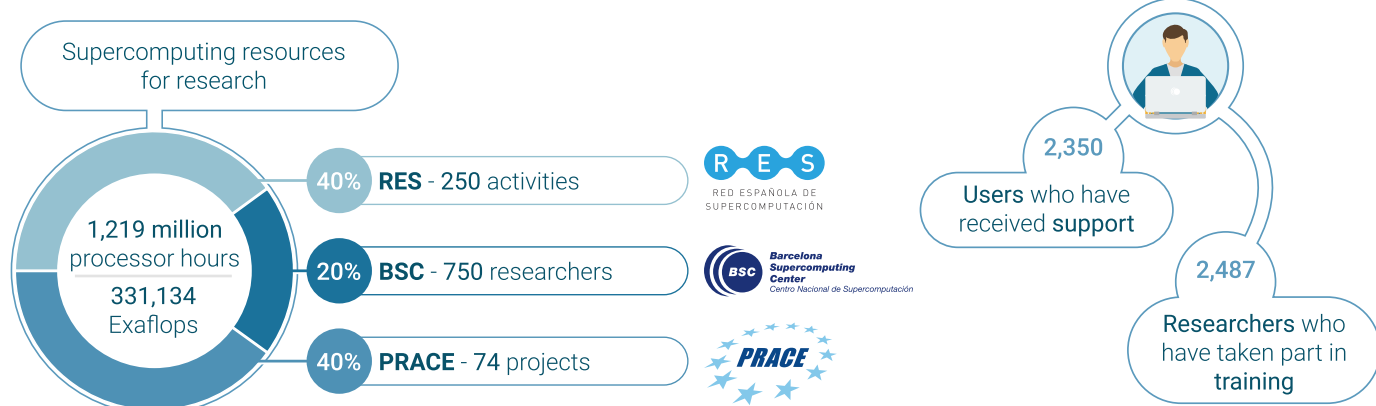 Supercomputing resources
for research
1,219 million
processor hours
331,134
Exaflops
40% RES - 250 activities
20% BSC - 750 researchers
40% PRACE - 74 projects
RES
RED ESPAÑOLA DE
SUPERCOMPUTACIÓN
BSC
Barcelona
Supercomputing
Center
Centro Nacional de Supercomputación
PRACE
2,350
Users who have
received support
2,487
Researchers who
have taken part in
training